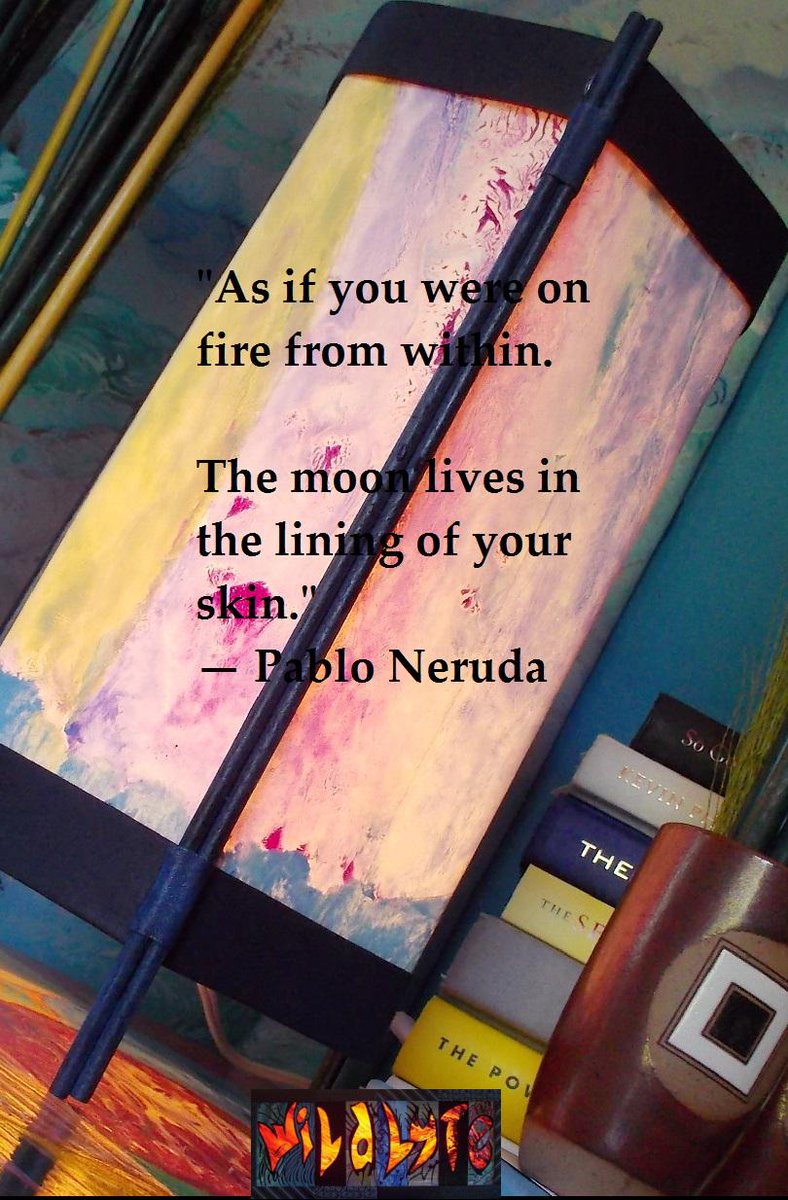 "As if you were on
fire from within.
The moon lives in
the lining of your
skin."
— Pablo Neruda
THE
THE
THE
WiLdLYTe